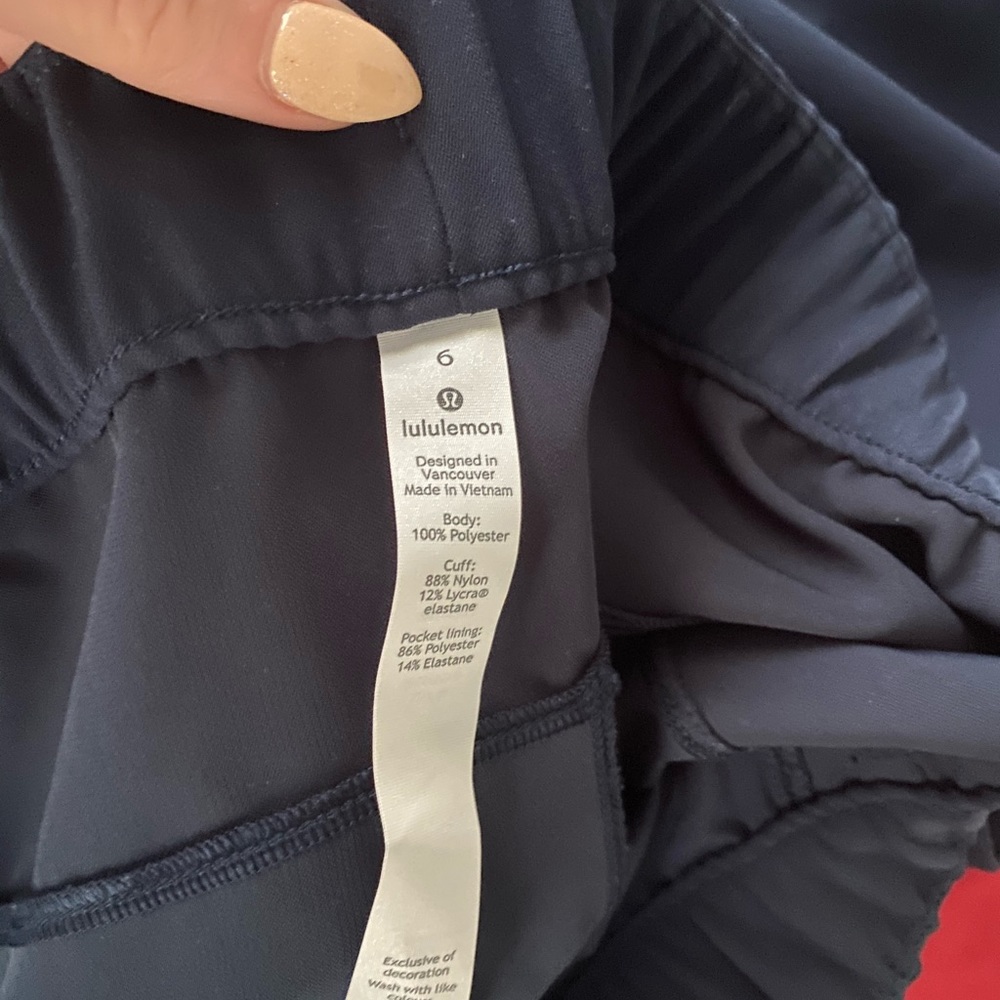 6
lululemon
Designed in
Vancouver
Made in Vietnam
Body:
100% Polyester
Cuff:
88% Nylon
12% Lycra®
elastane
Pocket lining:
86% Polyester
14% Elastane
Exclusive of
decoration
Wash with like